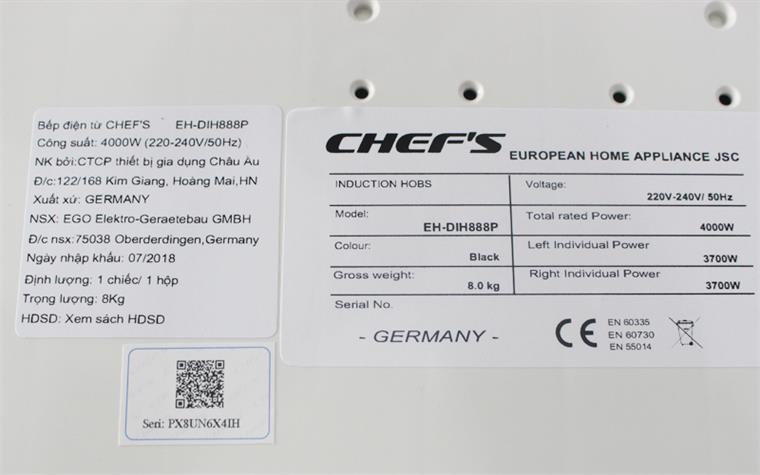 Bếp điện từ CHEF'S EH-DIH888P
Công suất: 4000W (220-240V/50Hz)
NK bởi:CTCP thiết bị gia dụng Châu Âu
Đ/c:122/168 Kim Giang, Hoàng Mai,HN
Xuất xứ: GERMANY
NSX: EGO Elektro-Geraetebau GMBH
Đ/c nsx:75038 Oberderdingen,Germany
Ngày nhập khẩu: 07/2018
Định lượng: 1 chiếc/ 1 hộp
Trọng lượng: 8Kg
HDSD: Xem sách HDSD
Seri: PX8UN6X4IH
CHEF'S EUROPEAN HOME APPLIANCE JSC
INDUCTION HOBS
Model: EH-DIH888P
Colour: Black
Gross weight: 8.0 kg
Serial No.
- GERMANY -
Voltage: 220V-240V/ 50Hz
Total rated Power: 4000W
Left Individual Power 3700W
Right Individual Power 3700W
CE
EN 60335
EN 60730
EN 55014